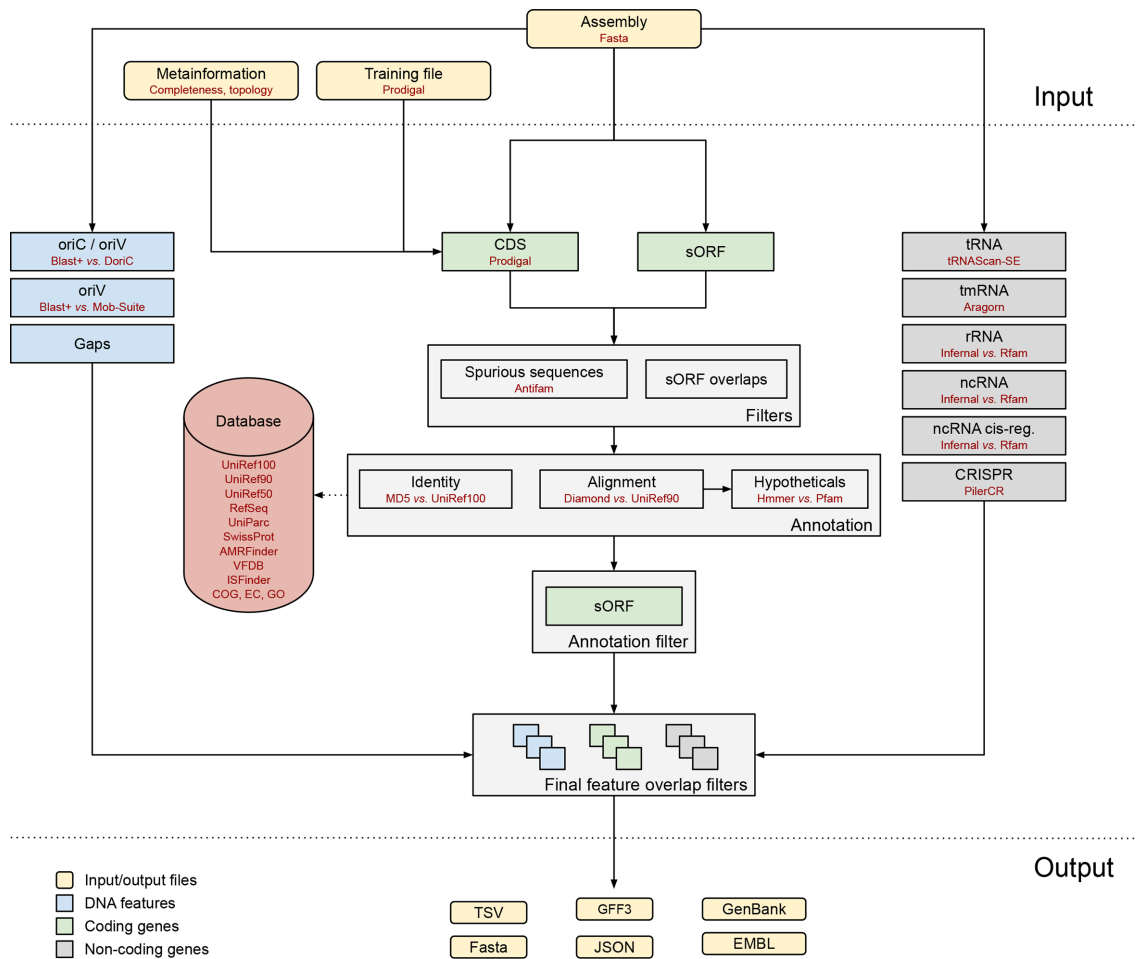 Assembly
Fasta
Metainformation
Completeness, topology
Training file
Prodigal
Input
oriC / oriV
Blast+ vs. DoriC
oriV
Blast+ vs. Mob-Suite
Gaps
CDS
Prodigal
sORF
tRNA
tRNAScan-SE
tmRNA
Aragorn
rRNA
Infernal vs. Rfam
ncRNA
Infernal vs. Rfam
ncRNA cis-reg.
Infernal vs. Rfam
CRISPR
PilerCR
Spurious sequences
Antifam
sORF overlaps
Filters
Database
UniRef100
UniRef90
UniRef50
RefSeq
UniParc
SwissProt
AMRFinder
VFDB
ISFinder
COG, EC, GO
Identity
MD5 vs. UniRef100
Alignment
Diamond vs. UniRef90
Hypotheticals
Hmmer vs. Pfam
Annotation
sORF
Annotation filter
Final feature overlap filters
Output
Input/output files
DNA features
Coding genes
Non-coding genes
TSV
GFF3
GenBank
Fasta
JSON
EMBL